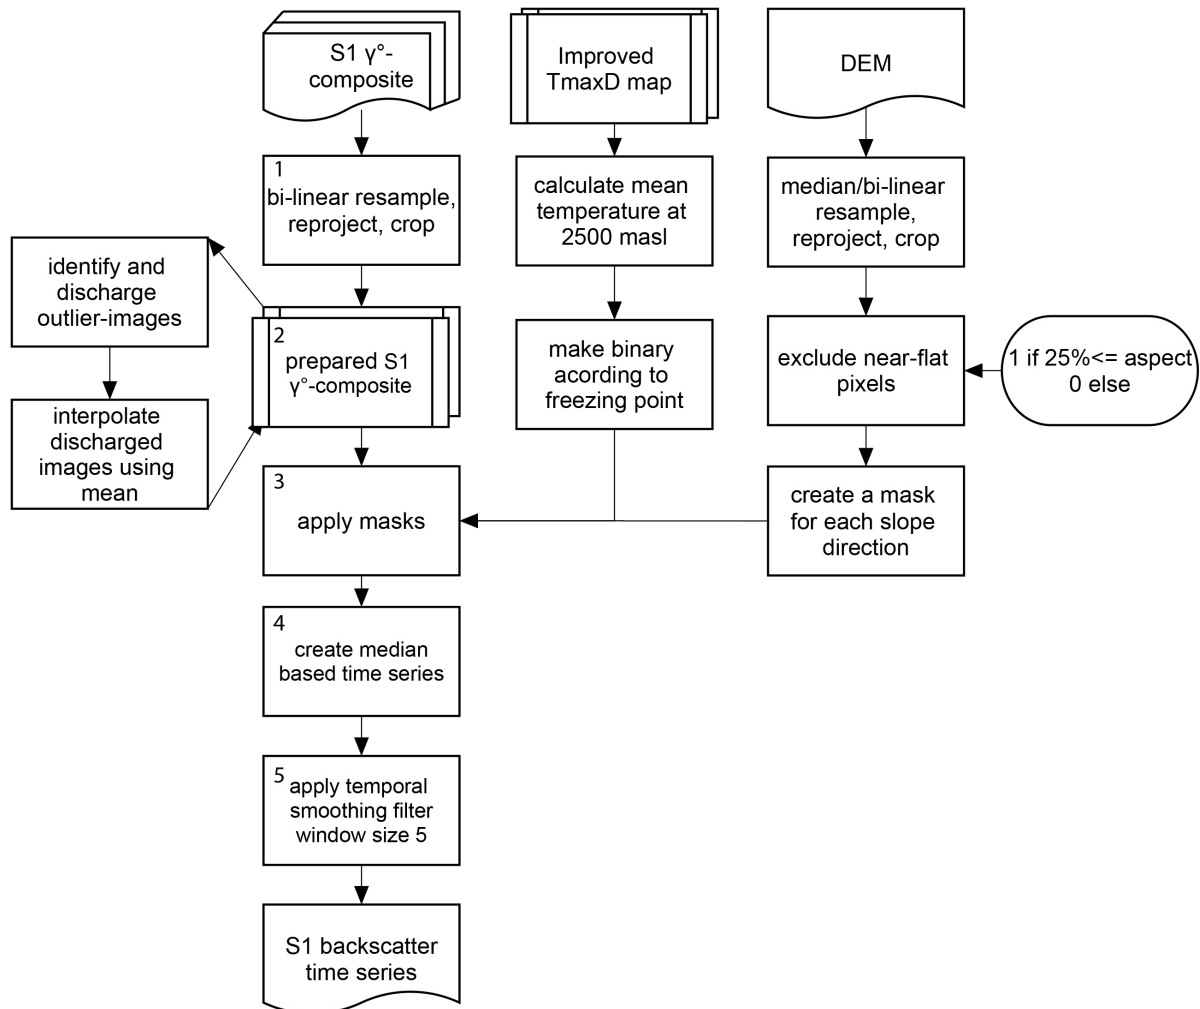 S1 γ°-
composite
Improved
TmaxD map
DEM
1
bi-linear resample,
reproject, crop
calculate mean
temperature at
2500 masl
median/bi-linear
resample,
reproject, crop
identify and
discharge
outlier-images
2
prepared S1
γ°-composite
make binary
acording to
freezing point
exclude near-flat
pixels
1 if 25%<= aspect
0 else
interpolate
discharged
images using
mean
3
apply masks
create a mask
for each slope
direction
4
create median
based time series
5
apply temporal
smoothing filter
window size 5
S1 backscatter
time series